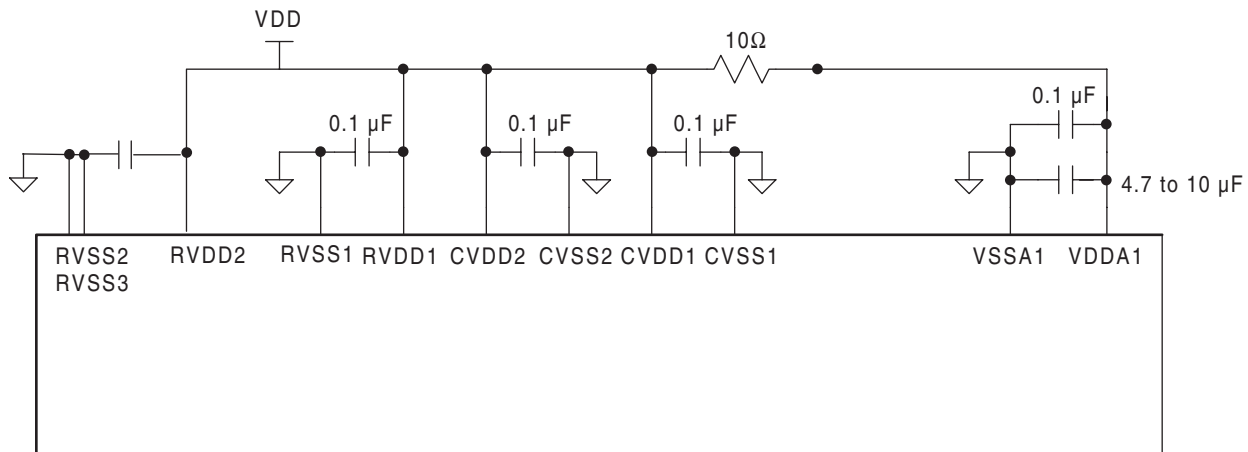 VDD
10Ω
0.1 µF
0.1 µF 0.1 µF 0.1 µF
4.7 to 10 µF
RVSS2 RVDD2 RVSS1 RVDD1 CVDD2 CVSS2 CVDD1 CVSS1 VSSA1 VDDA1
RVSS3